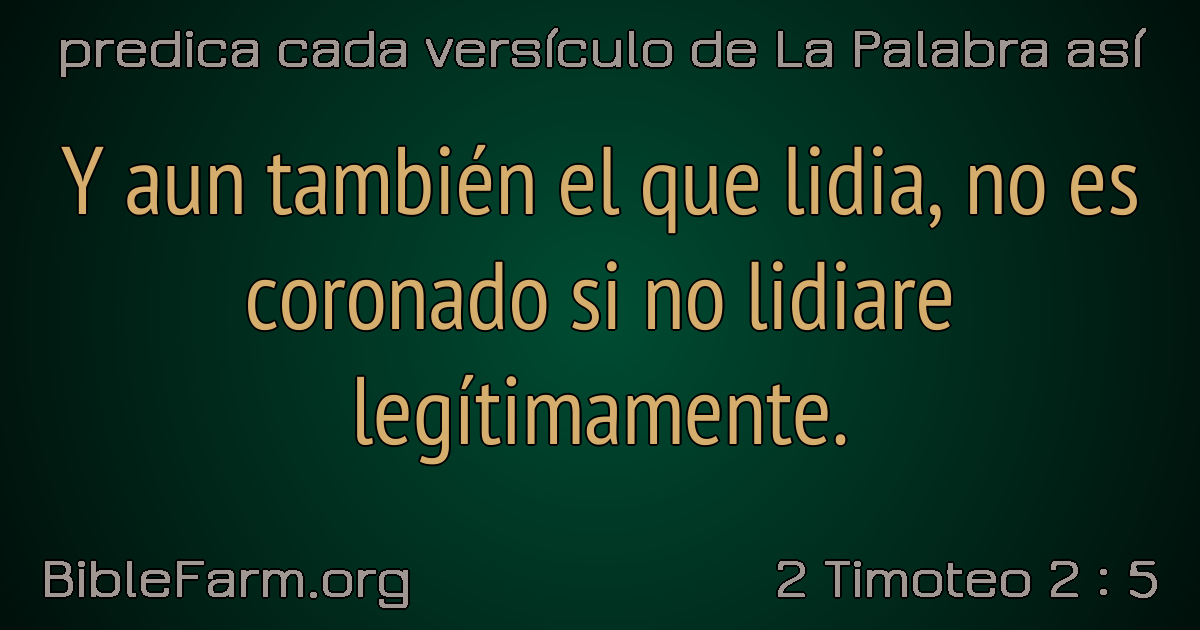 predica cada versículo de La Palabra así
Y aun también el que lidia, no es
coronado si no lidiare
legítimamente.
BibleFarm.org
2 Timoteo 2 : 5